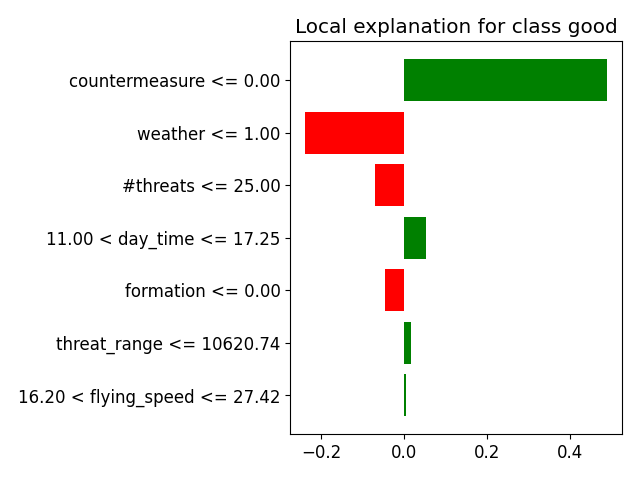 Local explanation for class good
countermeasure <= 0.00
weather <= 1.00
#threats <= 25.00
11.00 < day_time <= 17.25
formation <= 0.00
threat_range <= 10620.74
16.20 < flying_speed <= 27.42
−0.2 0.0 0.2 0.4